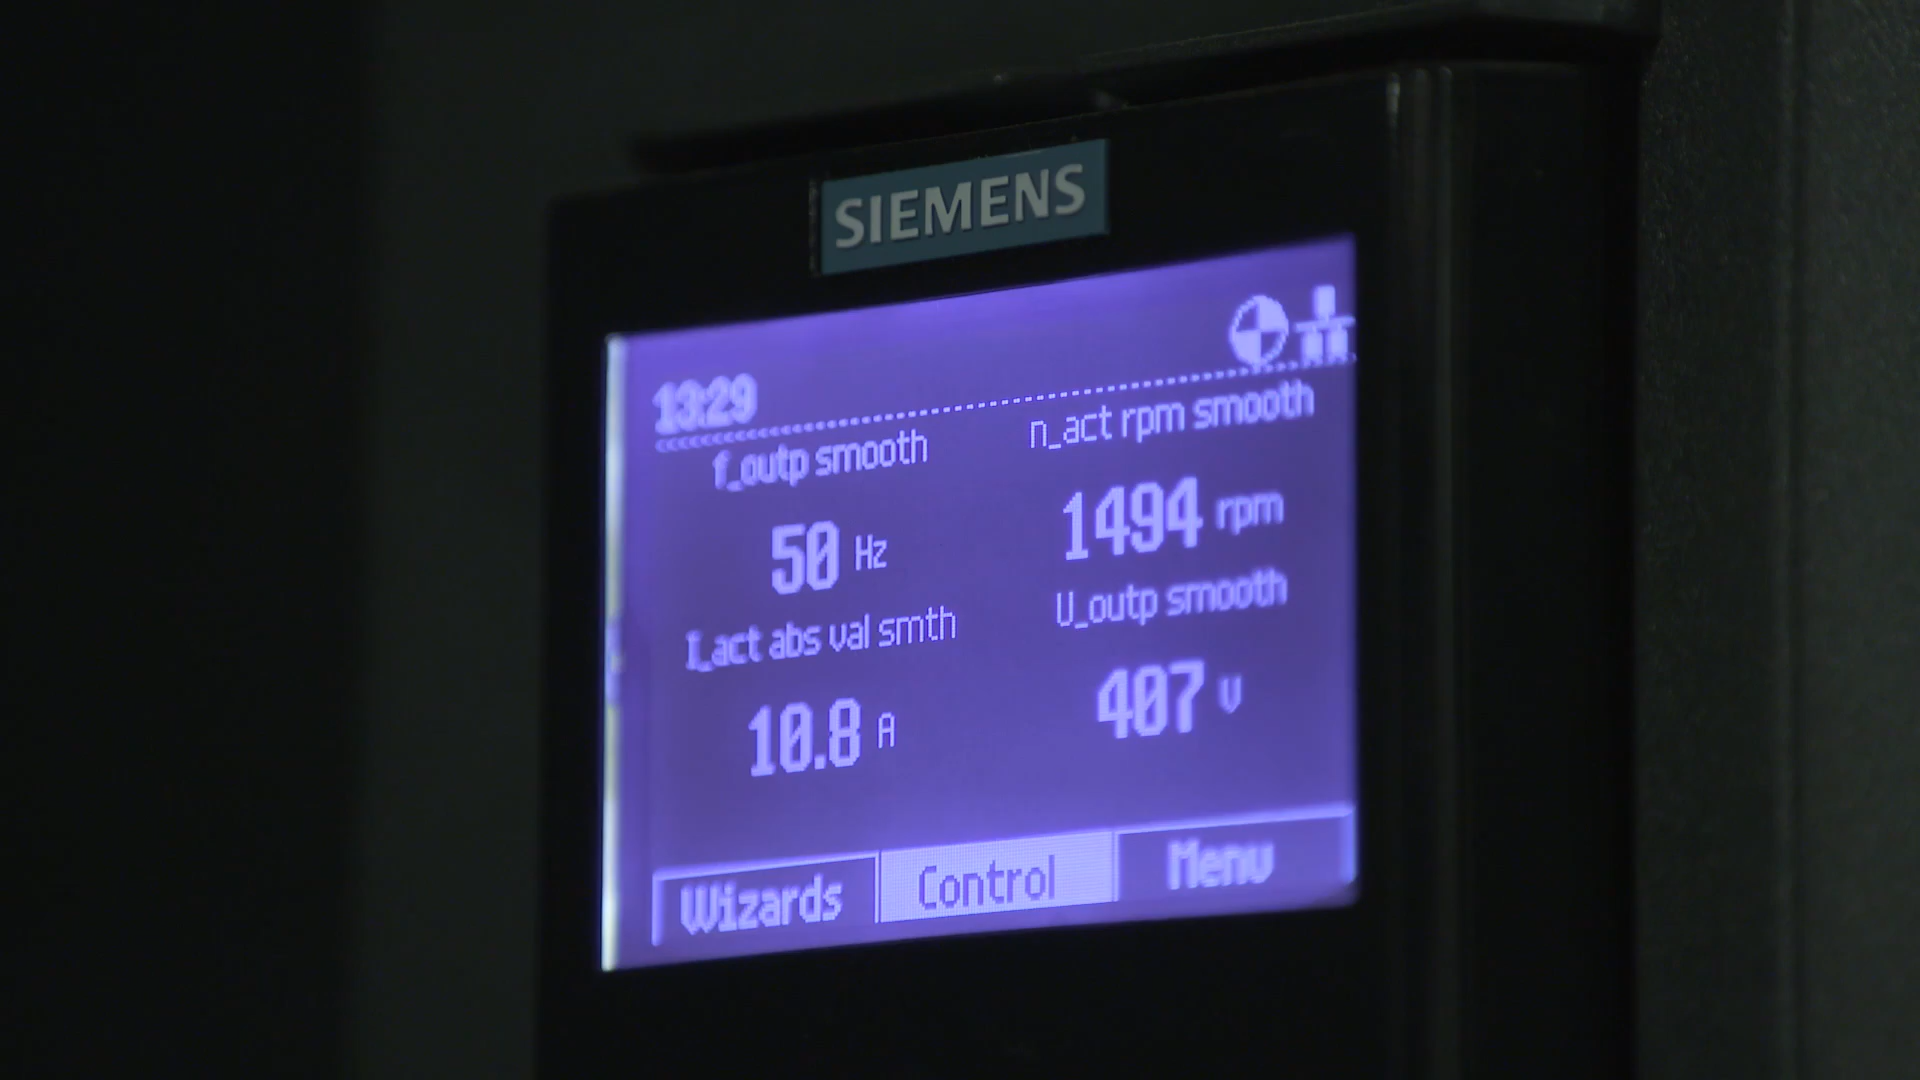 SIEMENS
13:29
f_outp smooth
n_act rpm smooth
50 Hz
1494 rpm
I_act abs val smth
U_outp smooth
10.8 A
407 V
Wizards
Control
Menu